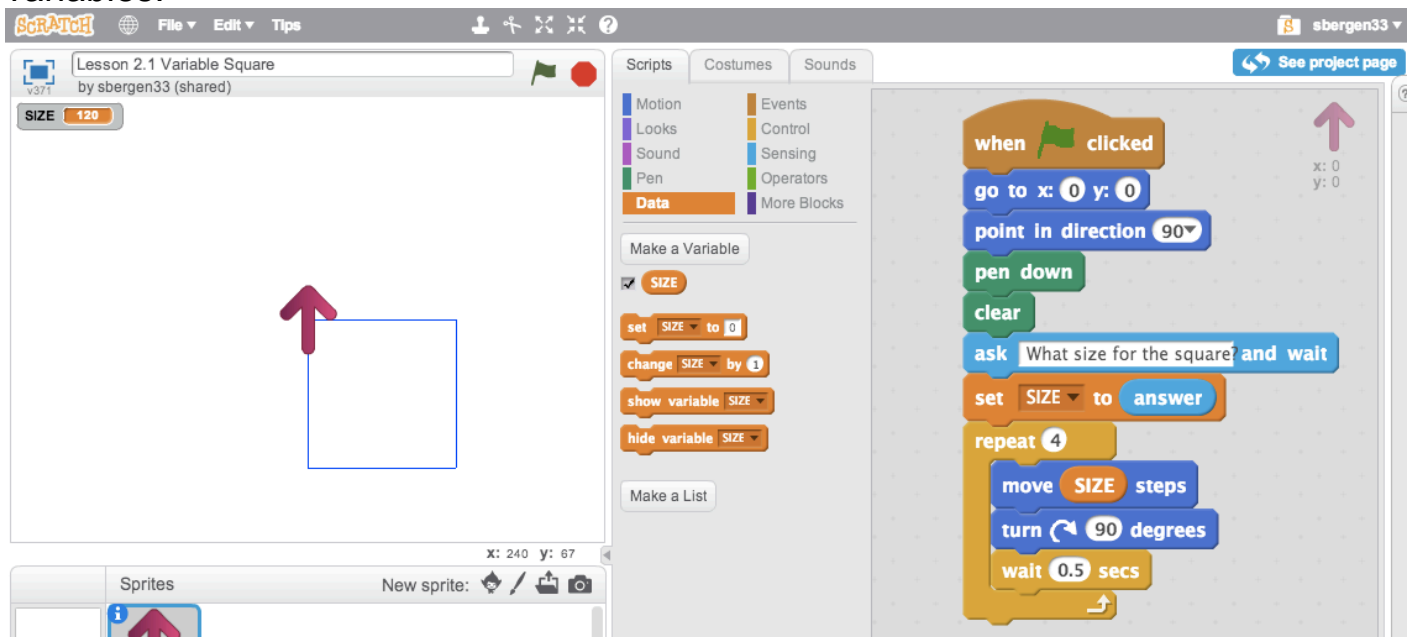 variables.
SCRATCH File Edit Tips sbergen33
Lesson 2.1 Variable Square
v371 by sbergen33 (shared)
SIZE 120
x: 240 y: 67
Sprites New sprite:
Scripts Costumes Sounds
See project page
Motion Events
Looks Control
Sound Sensing
Pen Operators
Data More Blocks
Make a Variable
SIZE
set SIZE to 0
change SIZE by 1
show variable SIZE
hide variable SIZE
Make a List
when clicked
go to x: 0 y: 0
point in direction 90
pen down
clear
ask What size for the square? and wait
set SIZE to answer
repeat 4
move SIZE steps
turn 90 degrees
wait 0.5 secs
x: 0
y: 0